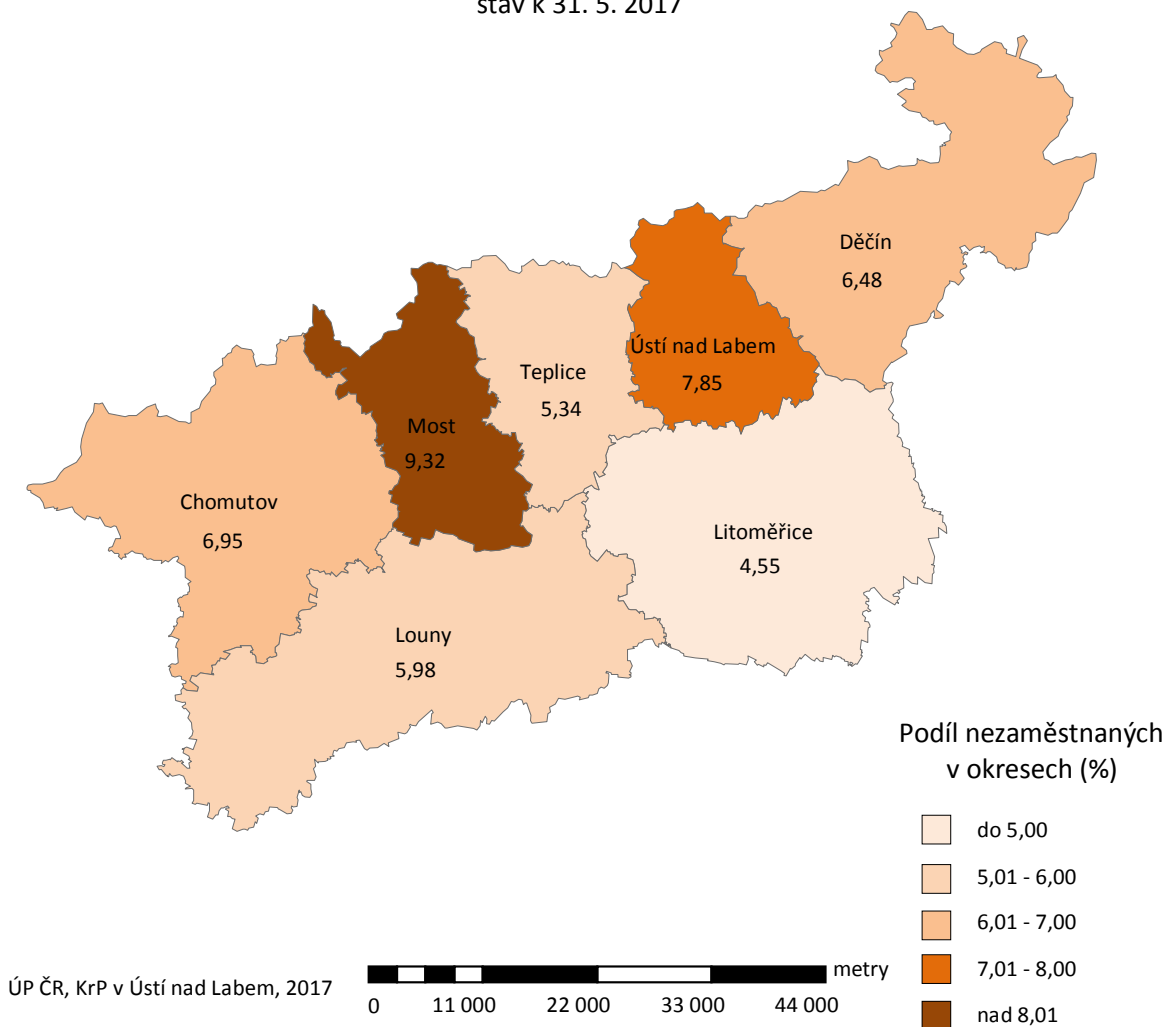 stav k 31. 5. 2017
Děčín
6,48
Ústí nad Labem
7,85
Teplice
5,34
Most
9,32
Chomutov
6,95
Litoměřice
4,55
Louny
5,98
Podíl nezaměstnaných
v okresech (%)
do 5,00
5,01 - 6,00
6,01 - 7,00
7,01 - 8,00
nad 8,01
metry
0 11 000 22 000 33 000 44 000
ÚP ČR, KrP v Ústí nad Labem, 2017